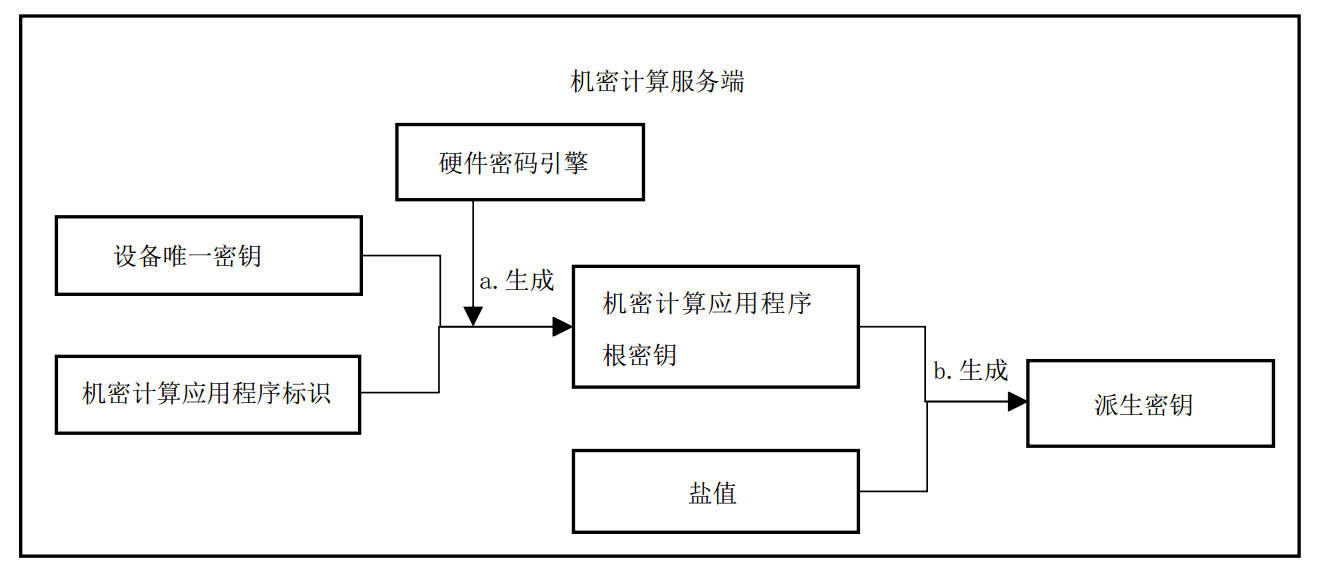 机密计算服务端
硬件密码引擎
设备唯一密钥
a.生成
机密计算应用程序
根密钥
机密计算应用程序标识
b.生成
派生密钥
盐值